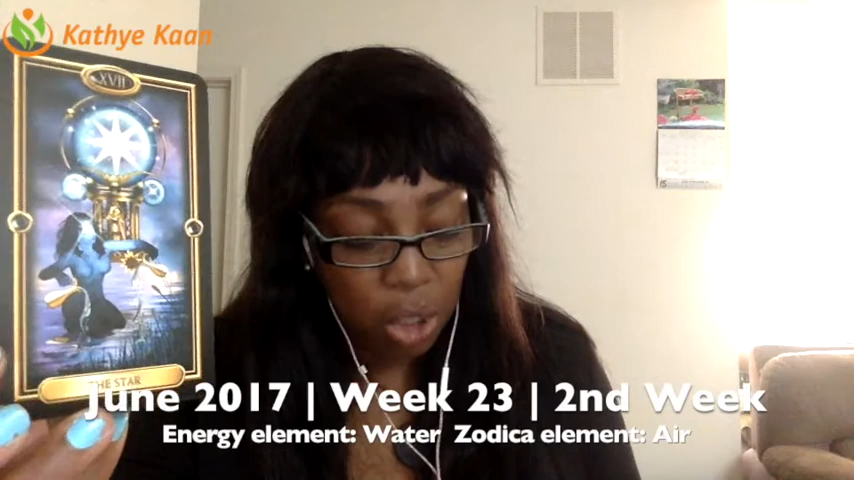 Kathye Kaan
XVII
THE STAR
June 2017 | Week 23 | 2nd Week
Energy element: Water  Zodica element: Air